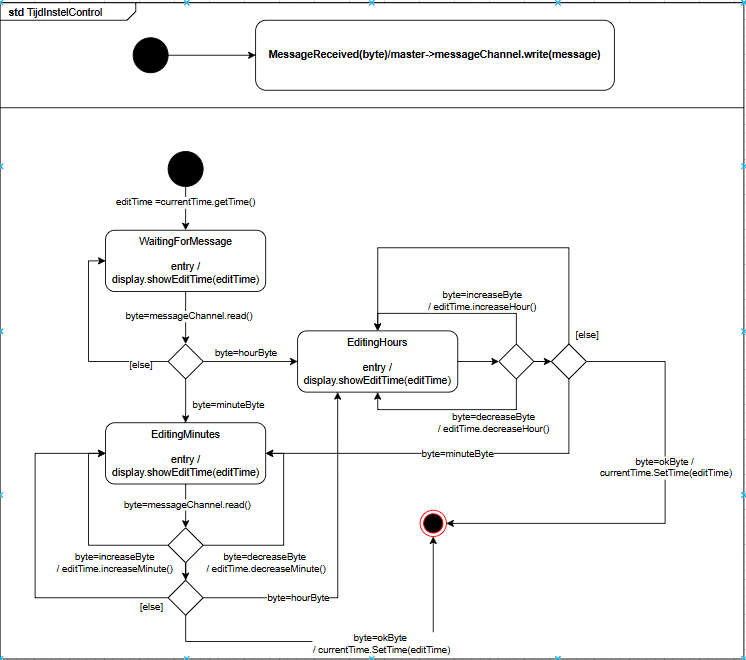 std TijdInstelControl
MessageReceived(byte)/master->messageChannel.write(message)
editTime =currentTime.getTime()
WaitingForMessage
entry /
display.showEditTime(editTime)
byte=messageChannel.read()
[else]
byte=hourByte
byte=minuteByte
byte=increaseByte
/ editTime.increaseHour()
[else]
EditingHours
entry /
display.showEditTime(editTime)
byte=decreaseByte
/ editTime.decreaseHour()
byte=minuteByte
byte=okByte /
currentTime.SetTime(editTime)
EditingMinutes
entry /
display.showEditTime(editTime)
byte=messageChannel.read()
byte=increaseByte
/ editTime.increaseMinute()
byte=decreaseByte
/ editTime.decreaseMinute()
[else]
byte=hourByte
byte=okByte
/ currentTime.SetTime(editTime)